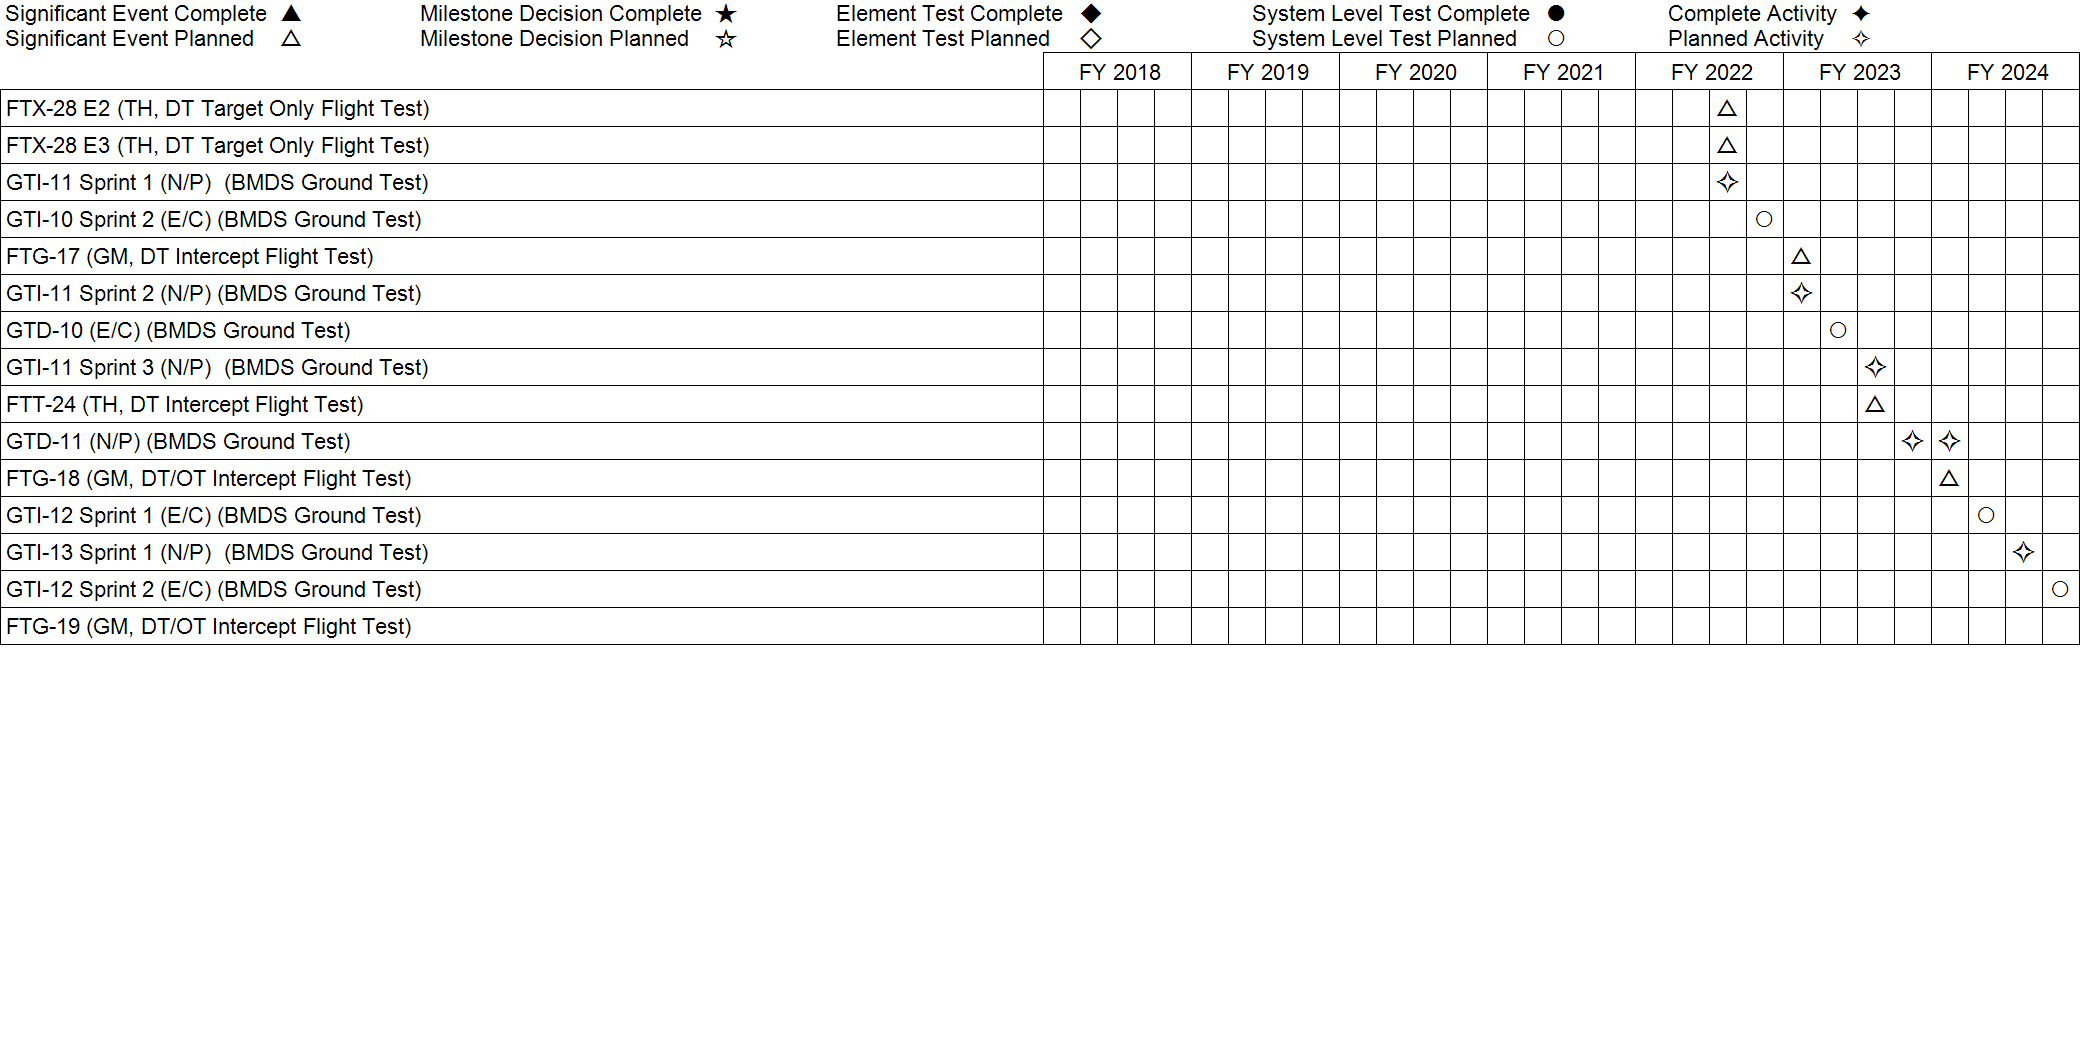 Significant Event Complete ▲ Milestone Decision Complete ★ Element Test Complete ◆ System Level Test Complete ● Complete Activity ✦
Significant Event Planned △ Milestone Decision Planned ☆ Element Test Planned ◇ System Level Test Planned ○ Planned Activity ✧
FY 2018 FY 2019 FY 2020 FY 2021 FY 2022 FY 2023 FY 2024
FTX-28 E2 (TH, DT Target Only Flight Test) △
FTX-28 E3 (TH, DT Target Only Flight Test) △
GTI-11 Sprint 1 (N/P)  (BMDS Ground Test) ✧
GTI-10 Sprint 2 (E/C) (BMDS Ground Test) ○
FTG-17 (GM, DT Intercept Flight Test) △
GTI-11 Sprint 2 (N/P) (BMDS Ground Test) ✧
GTD-10 (E/C) (BMDS Ground Test) ○
GTI-11 Sprint 3 (N/P)  (BMDS Ground Test) ✧
FTT-24 (TH, DT Intercept Flight Test) △
GTD-11 (N/P) (BMDS Ground Test) ✧ ✧
FTG-18 (GM, DT/OT Intercept Flight Test) △
GTI-12 Sprint 1 (E/C) (BMDS Ground Test) ○
GTI-13 Sprint 1 (N/P)  (BMDS Ground Test) ✧
GTI-12 Sprint 2 (E/C) (BMDS Ground Test) ○
FTG-19 (GM, DT/OT Intercept Flight Test)